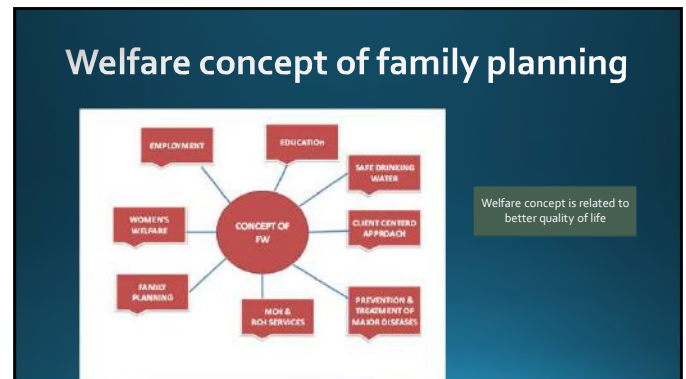 Welfare concept of family planning
EMPLOYMENT
EDUCATION
SAFE DRINKING
WATER
WOMEN'S
WELFARE
CONCEPT OF
FW
CLIENT CENTERD
APPROACH
FAMILY
PLANNING
MCH &
RCH SERVICES
PREVENTION &
TREATMENT OF
MAJOR DISEASES
Welfare concept is related to
better quality of life